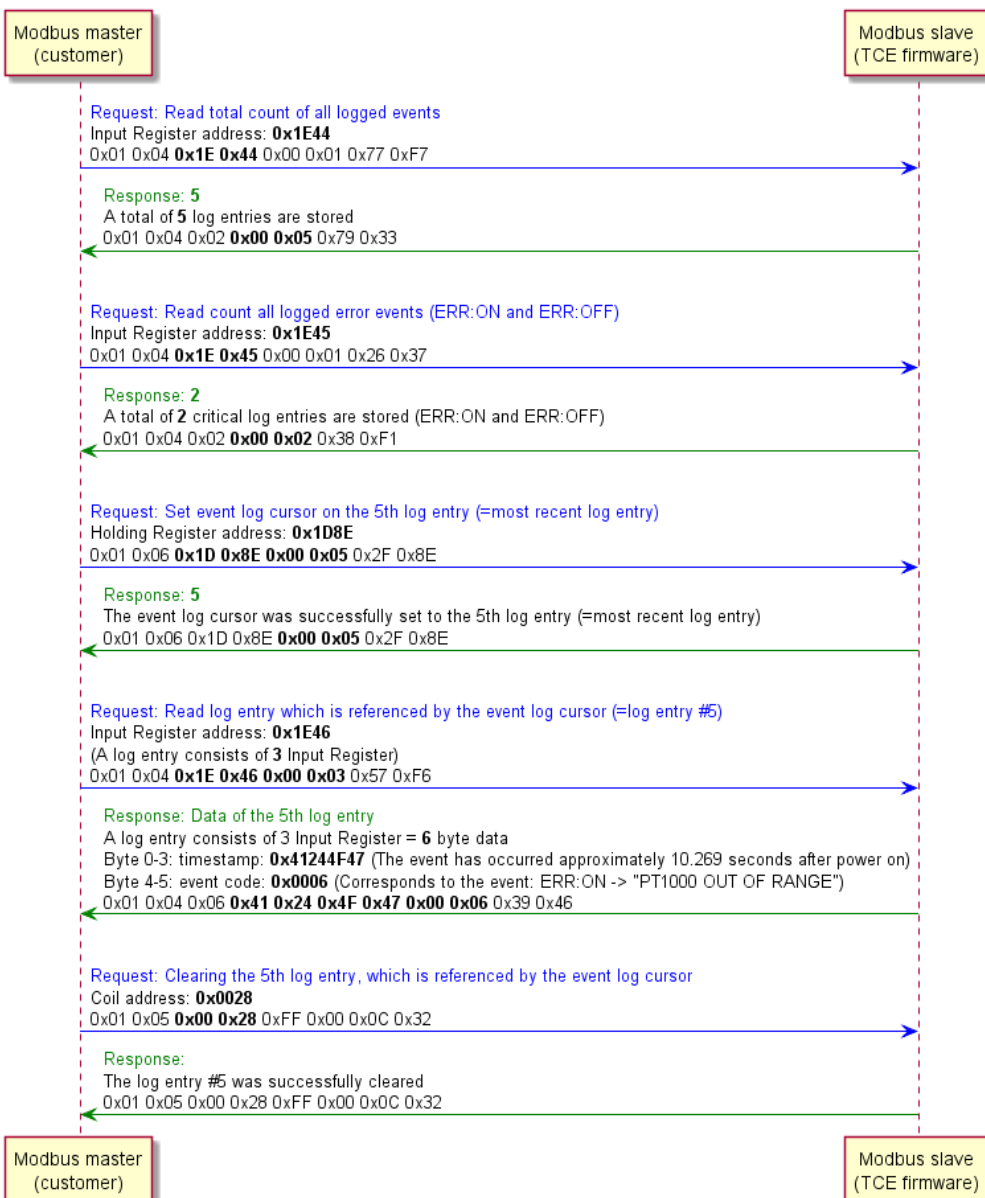 Modbus master
(customer)
Modbus slave
(TCE firmware)
Request: Read total count of all logged events
Input Register address: 0x1E44
0x01 0x04 0x1E 0x44 0x00 0x01 0x77 0xF7
Response: 5
A total of 5 log entries are stored
0x01 0x04 0x02 0x00 0x05 0x79 0x33
Request: Read count all logged error events (ERR:ON and ERR:OFF)
Input Register address: 0x1E45
0x01 0x04 0x1E 0x45 0x00 0x01 0x26 0x37
Response: 2
A total of 2 critical log entries are stored (ERR:ON and ERR:OFF)
0x01 0x04 0x02 0x00 0x02 0x38 0xF1
Request: Set event log cursor on the 5th log entry (=most recent log entry)
Holding Register address: 0x1D8E
0x01 0x06 0x1D 0x8E 0x00 0x05 0x2F 0x8E
Response: 5
The event log cursor was successfully set to the 5th log entry (=most recent log entry)
0x01 0x06 0x1D 0x8E 0x00 0x05 0x2F 0x8E
Request: Read log entry which is referenced by the event log cursor (=log entry #5)
Input Register address: 0x1E46
(A log entry consists of 3 Input Register)
0x01 0x04 0x1E 0x46 0x00 0x03 0x57 0xF6
Response: Data of the 5th log entry
A log entry consists of 3 Input Register = 6 byte data
Byte 0-3: timestamp: 0x41244F47 (The event has occurred approximately 10.269 seconds after power on)
Byte 4-5: event code: 0x0006 (Corresponds to the event: ERR:ON -> "PT1000 OUT OF RANGE")
0x01 0x04 0x06 0x41 0x24 0x4F 0x47 0x00 0x06 0x39 0x46
Request: Clearing the 5th log entry, which is referenced by the event log cursor
Coil address: 0x0028
0x01 0x05 0x00 0x28 0xFF 0x00 0x0C 0x32
Response:
The log entry #5 was successfully cleared
0x01 0x05 0x00 0x28 0xFF 0x00 0x0C 0x32
Modbus master
(customer)
Modbus slave
(TCE firmware)